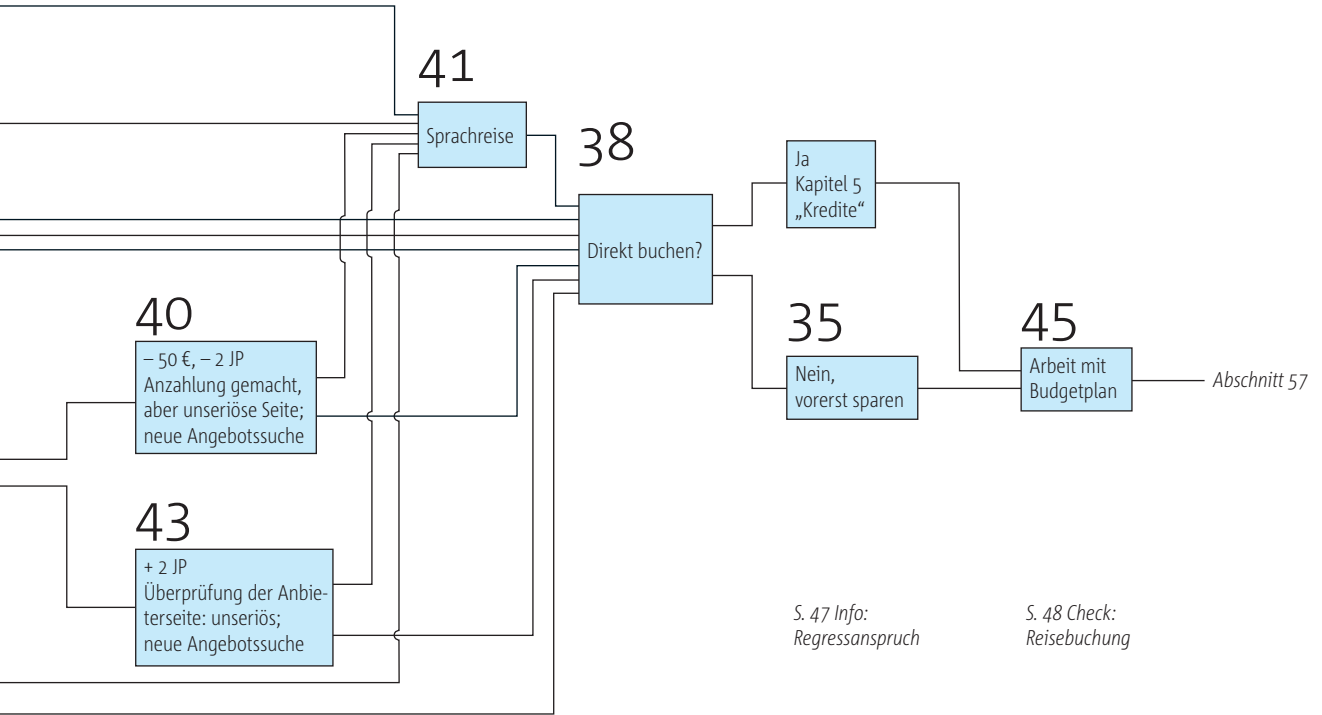 41
Sprachreise
38
Direkt buchen?
Ja
Kapitel 5
„Kredite“
40
– 50 €, – 2 JP
Anzahlung gemacht,
aber unseriöse Seite;
neue Angebotssuche
35
Nein,
vorerst sparen
45
Arbeit mit
Budgetplan
Abschnitt 57
43
+ 2 JP
Überprüfung der Anbie-
terseite: unseriös;
neue Angebotssuche
S. 47 Info:
Regressanspruch
S. 48 Check:
Reisebuchung